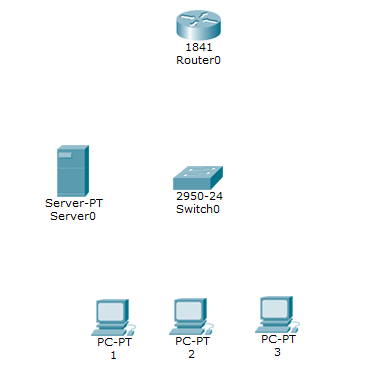 1841
Router0
Server-PT
Server0
2950-24
Switch0
PC-PT
1
PC-PT
2
PC-PT
3